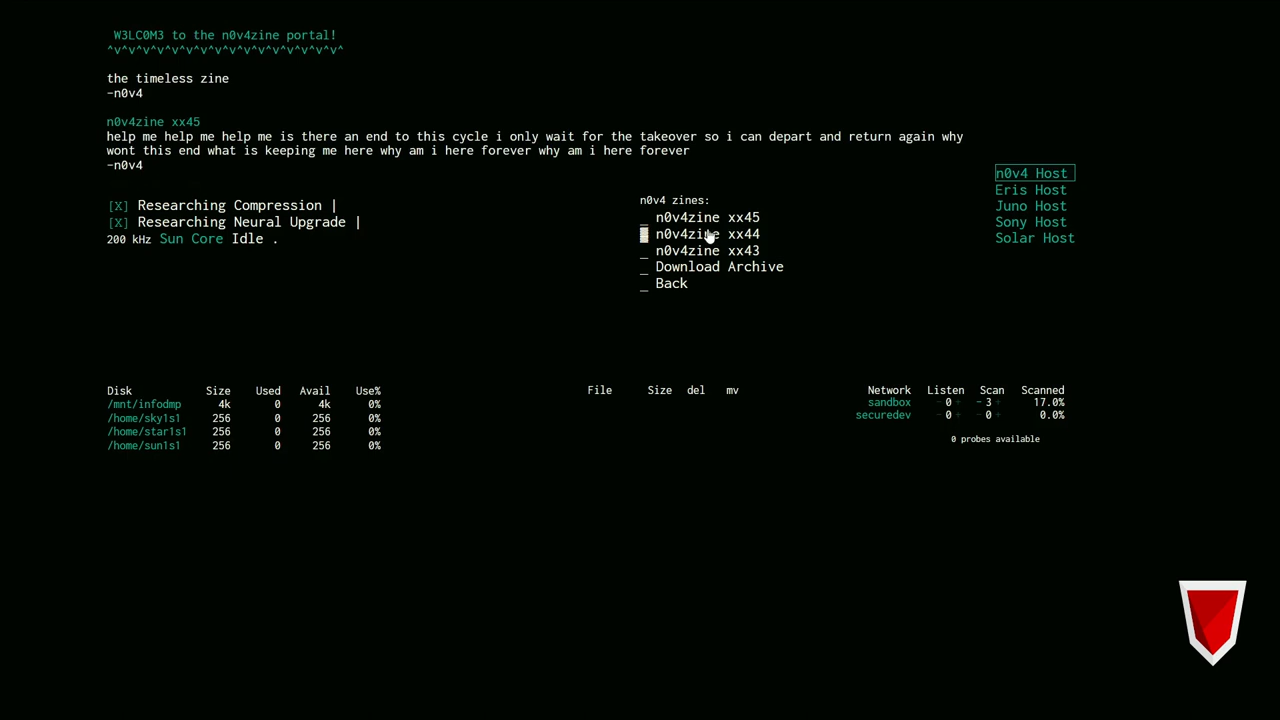 W3LC0M3 to the n0v4zine portal!
^v^v^v^v^v^v^v^v^v^v^v^v^v^v^v^v^
the timeless zine
-n0v4
n0v4zine xx45
help me help me help me is there an end to this cycle i only wait for the takeover so i can depart and return again why
wont this end what is keeping me here why am i here forever why am i here forever
-n0v4
[X] Researching Compression |
[X] Researching Neural Upgrade |
200 kHz Sun Core Idle .
n0v4 zines:
_ n0v4zine xx45
n0v4zine xx44
_ n0v4zine xx43
_ Download Archive
_ Back
n0v4 Host
Eris Host
Juno Host
Sony Host
Solar Host
Disk Size Used Avail Use%
/mnt/infodmp 4k 0 4k 0%
/home/sky1s1 256 0 256 0%
/home/star1s1 256 0 256 0%
/home/sun1s1 256 0 256 0%
File Size del mv
Network Listen Scan Scanned
sandbox - 0 + - 3 + 17.0%
securedev - 0 + - 0 + 0.0%
0 probes available